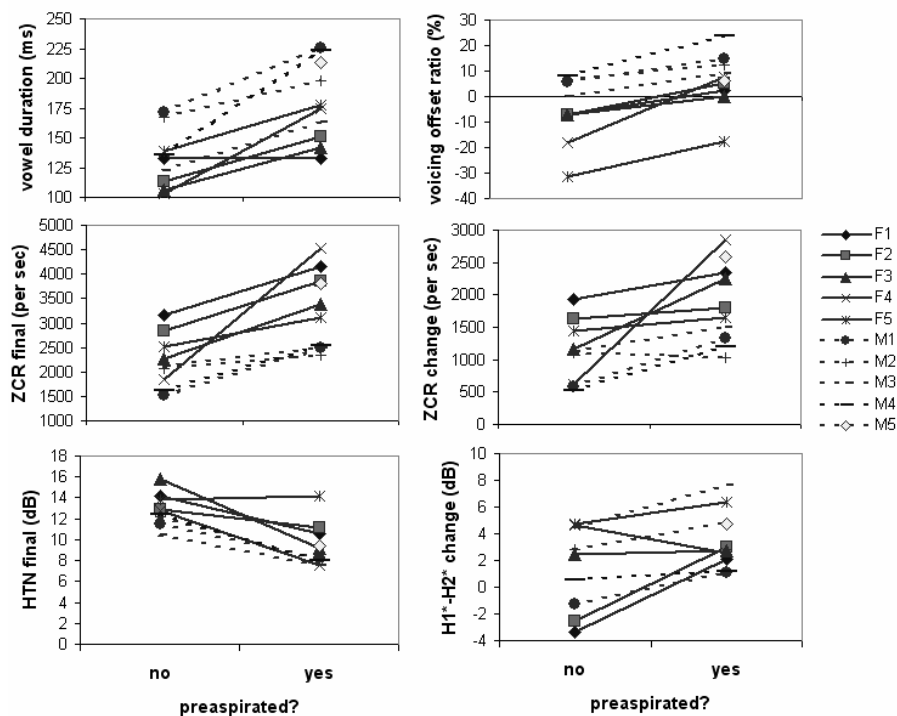 vowel duration (ms)
250
225
200
175
150
125
100
voicing offset ratio (%)
30
20
10
0
-10
-20
-30
-40
ZCR final (per sec)
5000
4500
4000
3500
3000
2500
2000
1500
1000
ZCR change (per sec)
3000
2500
2000
1500
1000
500
0
F1
F2
F3
F4
F5
M1
M2
M3
M4
M5
HTN final (dB)
18
16
14
12
10
8
6
4
2
0
no
yes
preaspirated?
H1*-H2* change (dB)
10
8
6
4
2
0
-2
-4
no
yes
preaspirated?